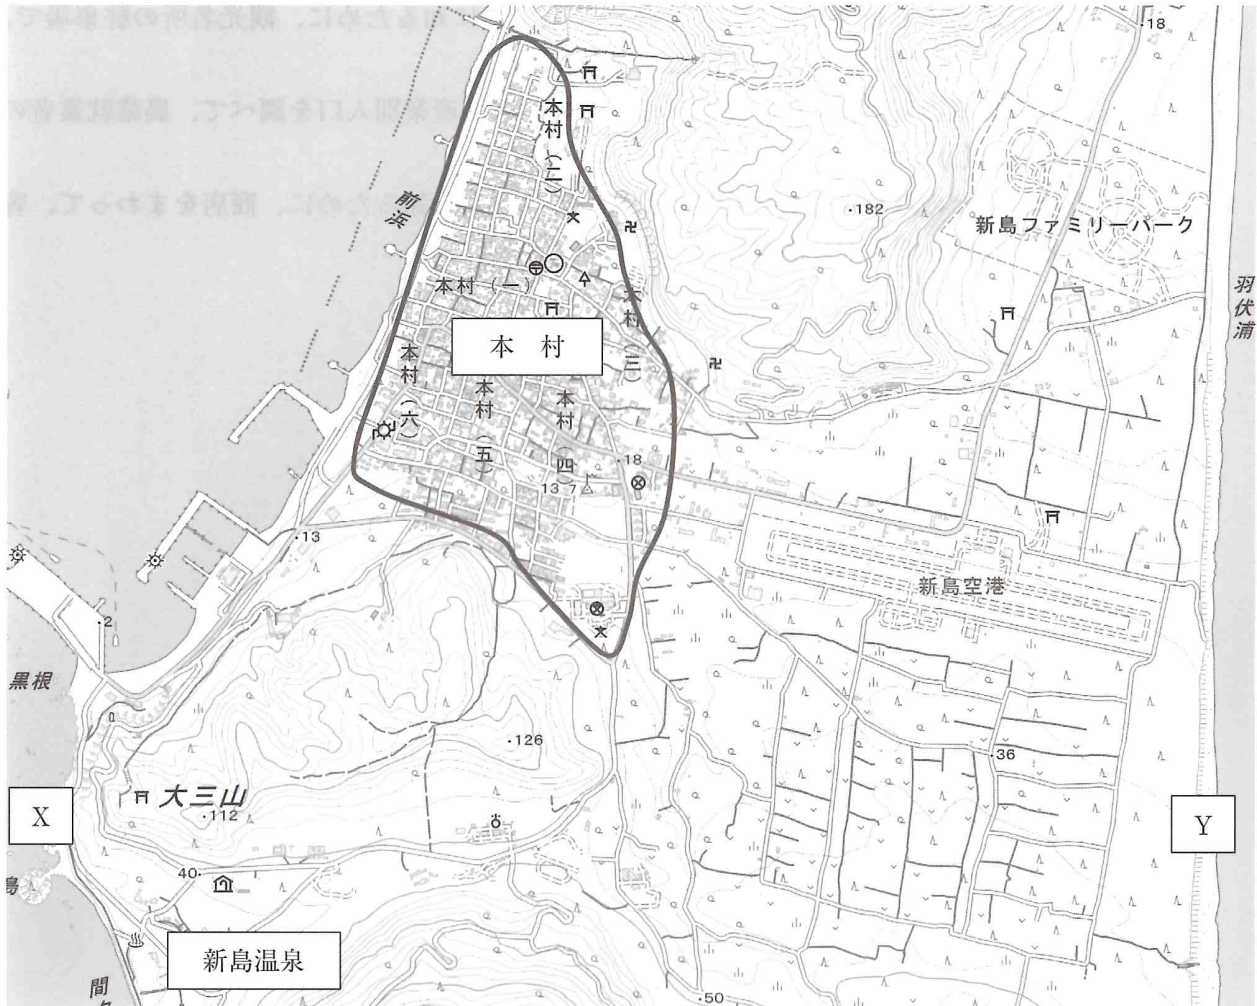 ・18
本村（二）
前浜
・182
新島ファミリーパーク
羽伏浦
本村（一）
本村（三）
本 村
本村（六）
本村（五）
本村（四）
・18
13.7
・13
新島空港
・2
黒根
・126
・36
大三山
・112
X
Y
40・
島
新島温泉
間
・50